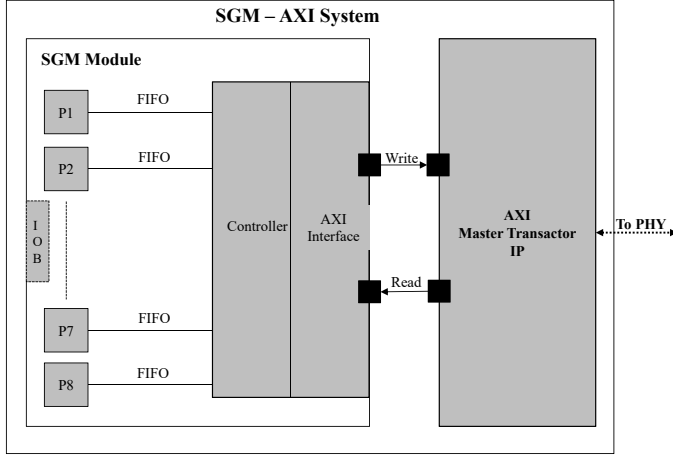 SGM – AXI System
SGM Module
P1
FIFO
P2
FIFO
Write
I
O
B
Controller
AXI
Interface
AXI
Master Transactor
IP
To PHY
Read
P7
FIFO
P8
FIFO